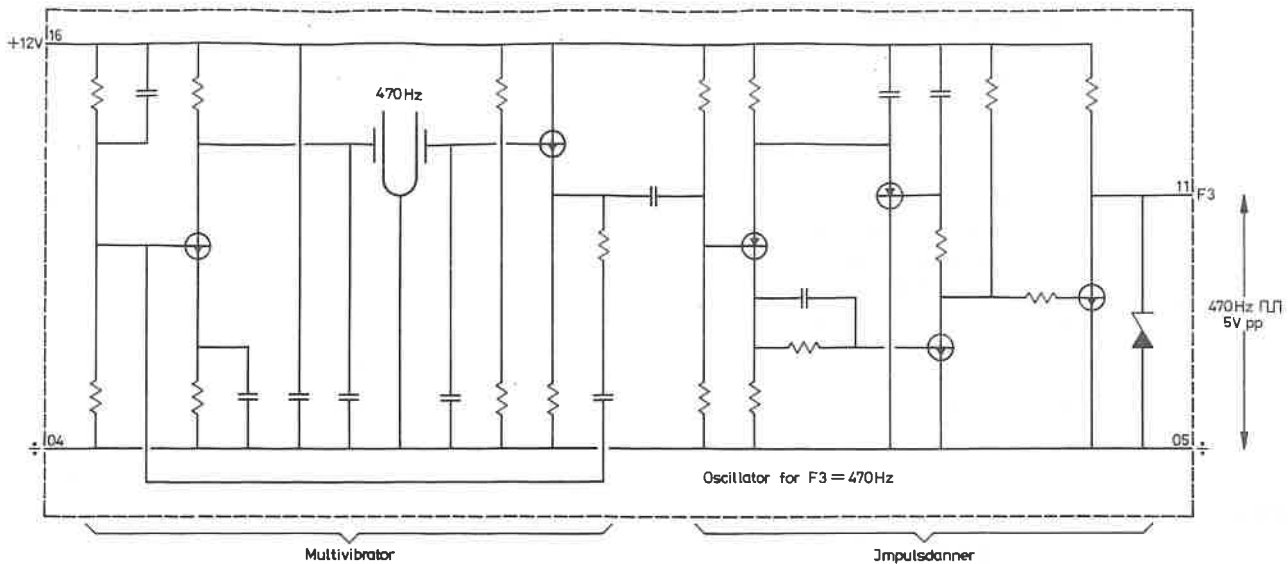 +12V 16
470Hz
11 F3
470Hz
5V pp
÷ 04
05 ÷
Oscillator for F3 = 470Hz
Multivibrator
Jmpulsdanner